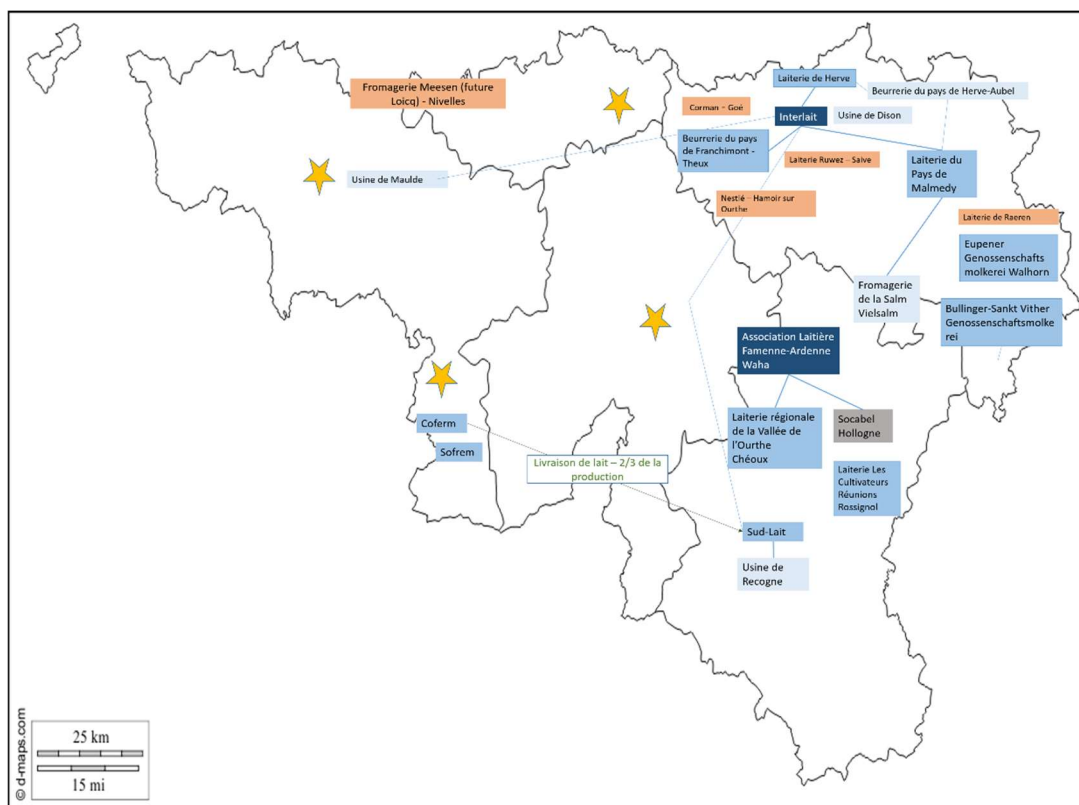 Fromagerie Meesen (future
Loicq) - Nivelles
Laiterie de Herve
Beurrerie du pays de Herve-Aubel
Corman – Goé
Interlait
Usine de Dison
Beurrerie du pays
de Franchimont -
Theux
Laiterie Ruwez – Saive
Laiterie du
Pays de
Malmedy
Usine de Maulde
Nestlé – Hamoir sur
Ourthe
Laiterie de Raeren
Eupener
Genossenschafts
molkerei Walhorn
Fromagerie
de la Salm
Vielsalm
Bullinger-Sankt Vither
Genossenschaftsmolke
rei
Association Laitière
Famenne-Ardenne
Waha
Coferm
Laiterie régionale
de la Vallée de
l'Ourthe
Chéoux
Socabel
Hollogne
Sofrem
Livraison de lait – 2/3 de la
production
Laiterie Les
Cultivateurs
Réunions
Rossignol
Sud-Lait
Usine de
Recogne
25 km
15 mi
© d-maps.com